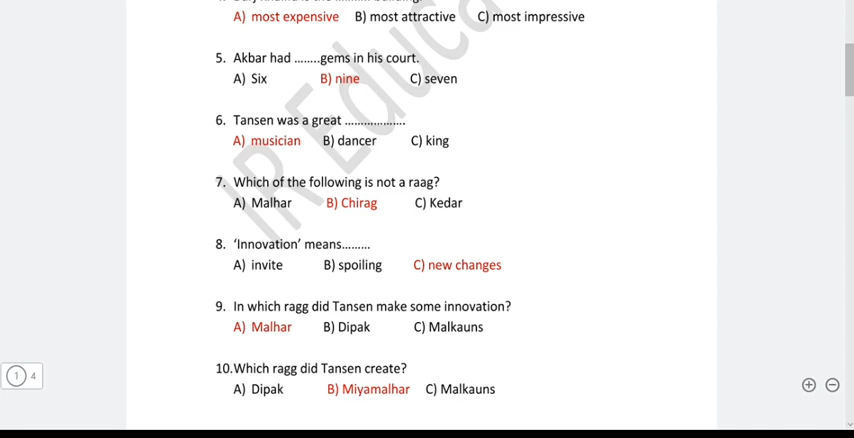 A) most expensive B) most attractive C) most impressive
5. Akbar had ........gems in his court.
A) Six B) nine C) seven
6. Tansen was a great ..................
A) musician B) dancer C) king
7. Which of the following is not a raag?
A) Malhar B) Chirag C) Kedar
8. ‘Innovation’ means.........
A) invite B) spoiling C) new changes
9. In which ragg did Tansen make some innovation?
A) Malhar B) Dipak C) Malkauns
10.Which ragg did Tansen create?
A) Dipak B) Miyamalhar C) Malkauns
1 4
IR Educa